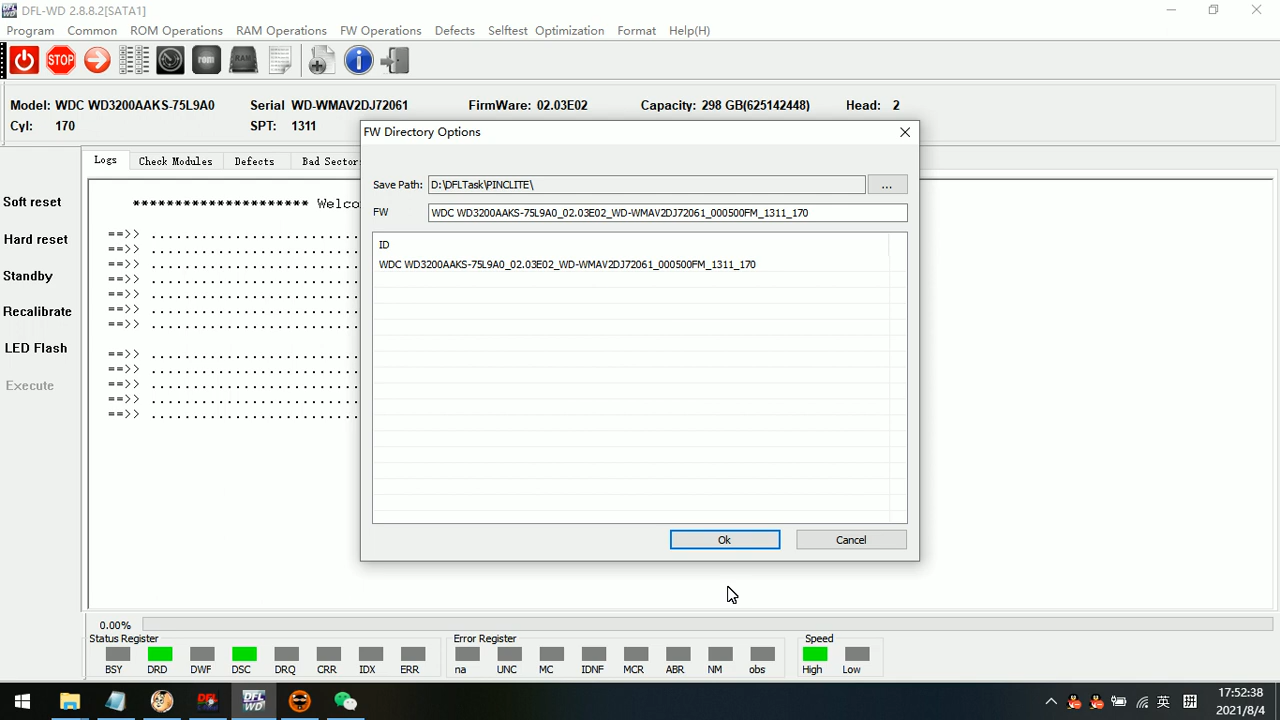 DFL-WD 2.8.8.2[SATA1]
Program Common ROM Operations RAM Operations FW Operations Defects Selftest Optimization Format Help(H)
STOP rom RAM
Model: WDC WD3200AAKS-75L9A0 Serial WD-WMAV2DJ72061 FirmWare: 02.03E02 Capacity: 298 GB(625142448) Head: 2
Cyl: 170 SPT: 1311
FW Directory Options
Logs Check Modules Defects Bad Sector
Save Path: D:\DFLTask\PINCLITE\ ...
Soft reset
******************** Welco
FW WDC WD3200AAKS-75L9A0_02.03E02_WD-WMAV2DJ72061_000500FM_1311_170
Hard reset
ID
WDC WD3200AAKS-75L9A0_02.03E02_WD-WMAV2DJ72061_000500FM_1311_170
Standby
Recalibrate
LED Flash
Execute
Ok Cancel
0.00%
Status Register Error Register Speed
BSY DRD DWF DSC DRQ CRR IDX ERR na UNC MC IDNF MCR ABR NM obs High Low
DFL WD 英 拼
17:52:38
2021/8/4